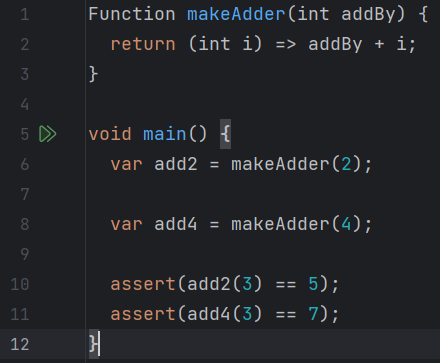 1 Function makeAdder(int addBy) {
2   return (int i) => addBy + i;
3 }
4
5 void main() {
6   var add2 = makeAdder(2);
7
8   var add4 = makeAdder(4);
9
10   assert(add2(3) == 5);
11   assert(add4(3) == 7);
12 }